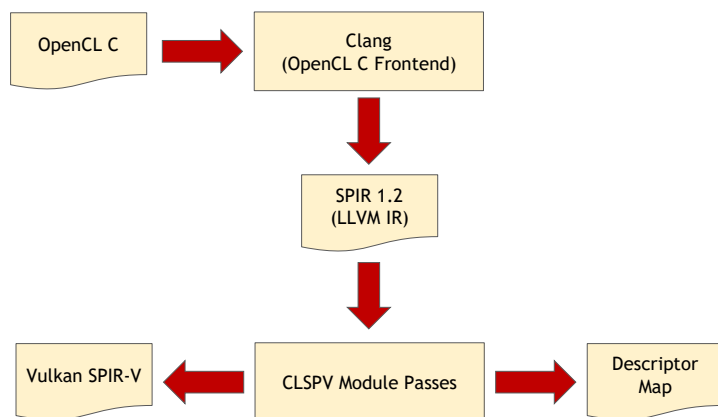 OpenCL C
Clang
(OpenCL C Frontend)
SPIR 1.2
(LLVM IR)
Vulkan SPIR-V
CLSPV Module Passes
Descriptor
Map